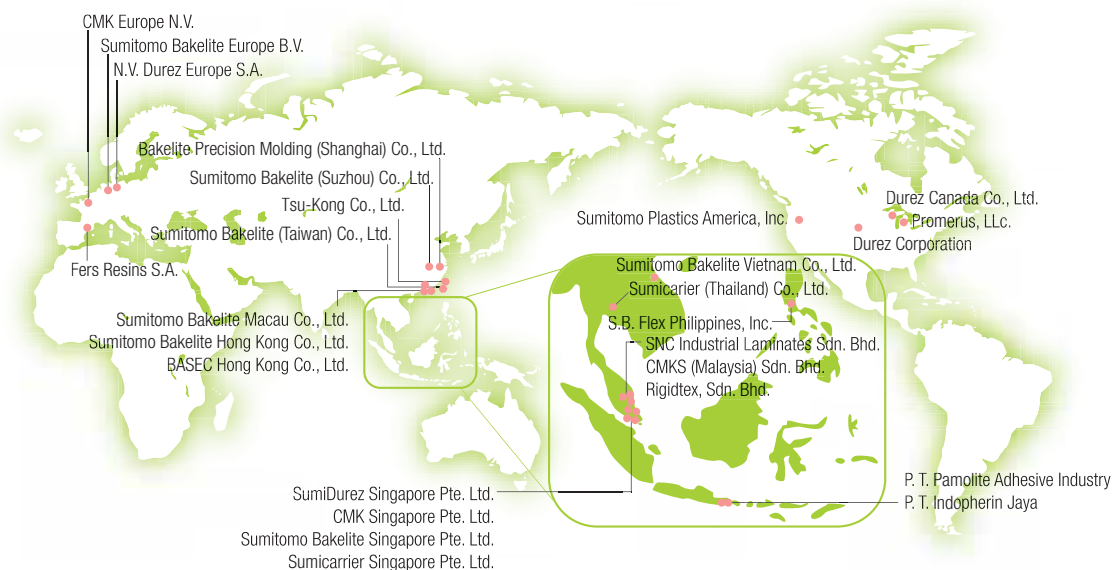 CMK Europe N.V.
Sumitomo Bakelite Europe B.V.
N.V. Durez Europe S.A.
Bakelite Precision Molding (Shanghai) Co., Ltd.
Sumitomo Bakelite (Suzhou) Co., Ltd.
Tsu-Kong Co., Ltd.
Sumitomo Bakelite (Taiwan) Co., Ltd.
Fers Resins S.A.
Sumitomo Bakelite Macau Co., Ltd.
Sumitomo Bakelite Hong Kong Co., Ltd.
BASEC Hong Kong Co., Ltd.
Durez Canada Co., Ltd.
Sumitomo Plastics America, Inc.
Promerus, LLc.
Durez Corporation
Sumitomo Bakelite Vietnam Co., Ltd.
Sumicarier (Thailand) Co., Ltd.
S.B. Flex Philippines, Inc.
SNC Industrial Laminates Sdn. Bhd.
CMKS (Malaysia) Sdn. Bhd.
Rigidtex, Sdn. Bhd.
P. T. Pamolite Adhesive Industry
P. T. Indopherin Jaya
SumiDurez Singapore Pte. Ltd.
CMK Singapore Pte. Ltd.
Sumitomo Bakelite Singapore Pte. Ltd.
Sumicarrier Singapore Pte. Ltd.